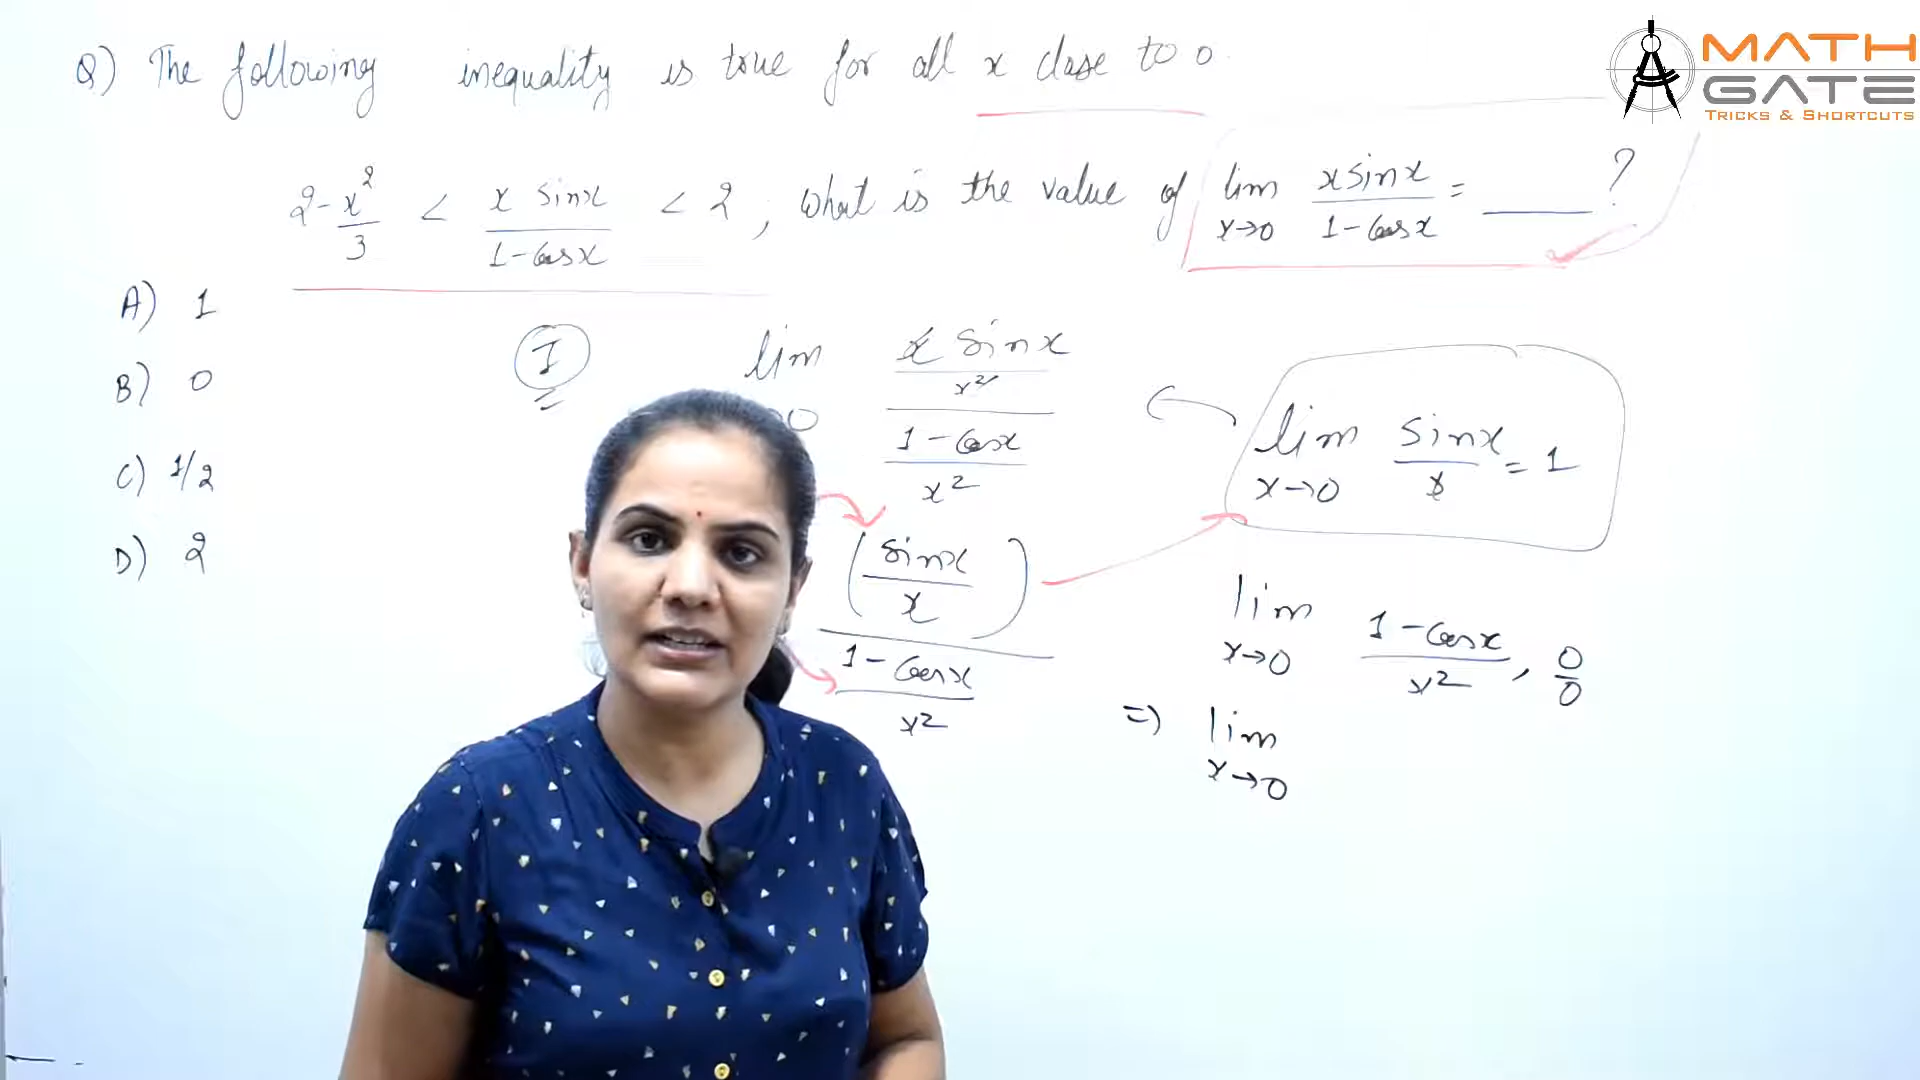 Q) The following inequality is true for all x close to 0.
2 - x²/3 < x sinx / 1 - Cosx < 2 , What is the value of lim x→0 x sinx / 1 - Cosx = ____ ?
A) 1
B) 0
C) 1/2
D) 2
I
lim →0 x sinx / x² / 1 - Cosx / x²
(sinx / x) / 1 - Cosx / x²
lim x→0 sinx / x = 1
lim x→0 1 - Cosx / x² , 0/0
=> lim x→0
MATH GATE
TRICKS & SHORTCUTS